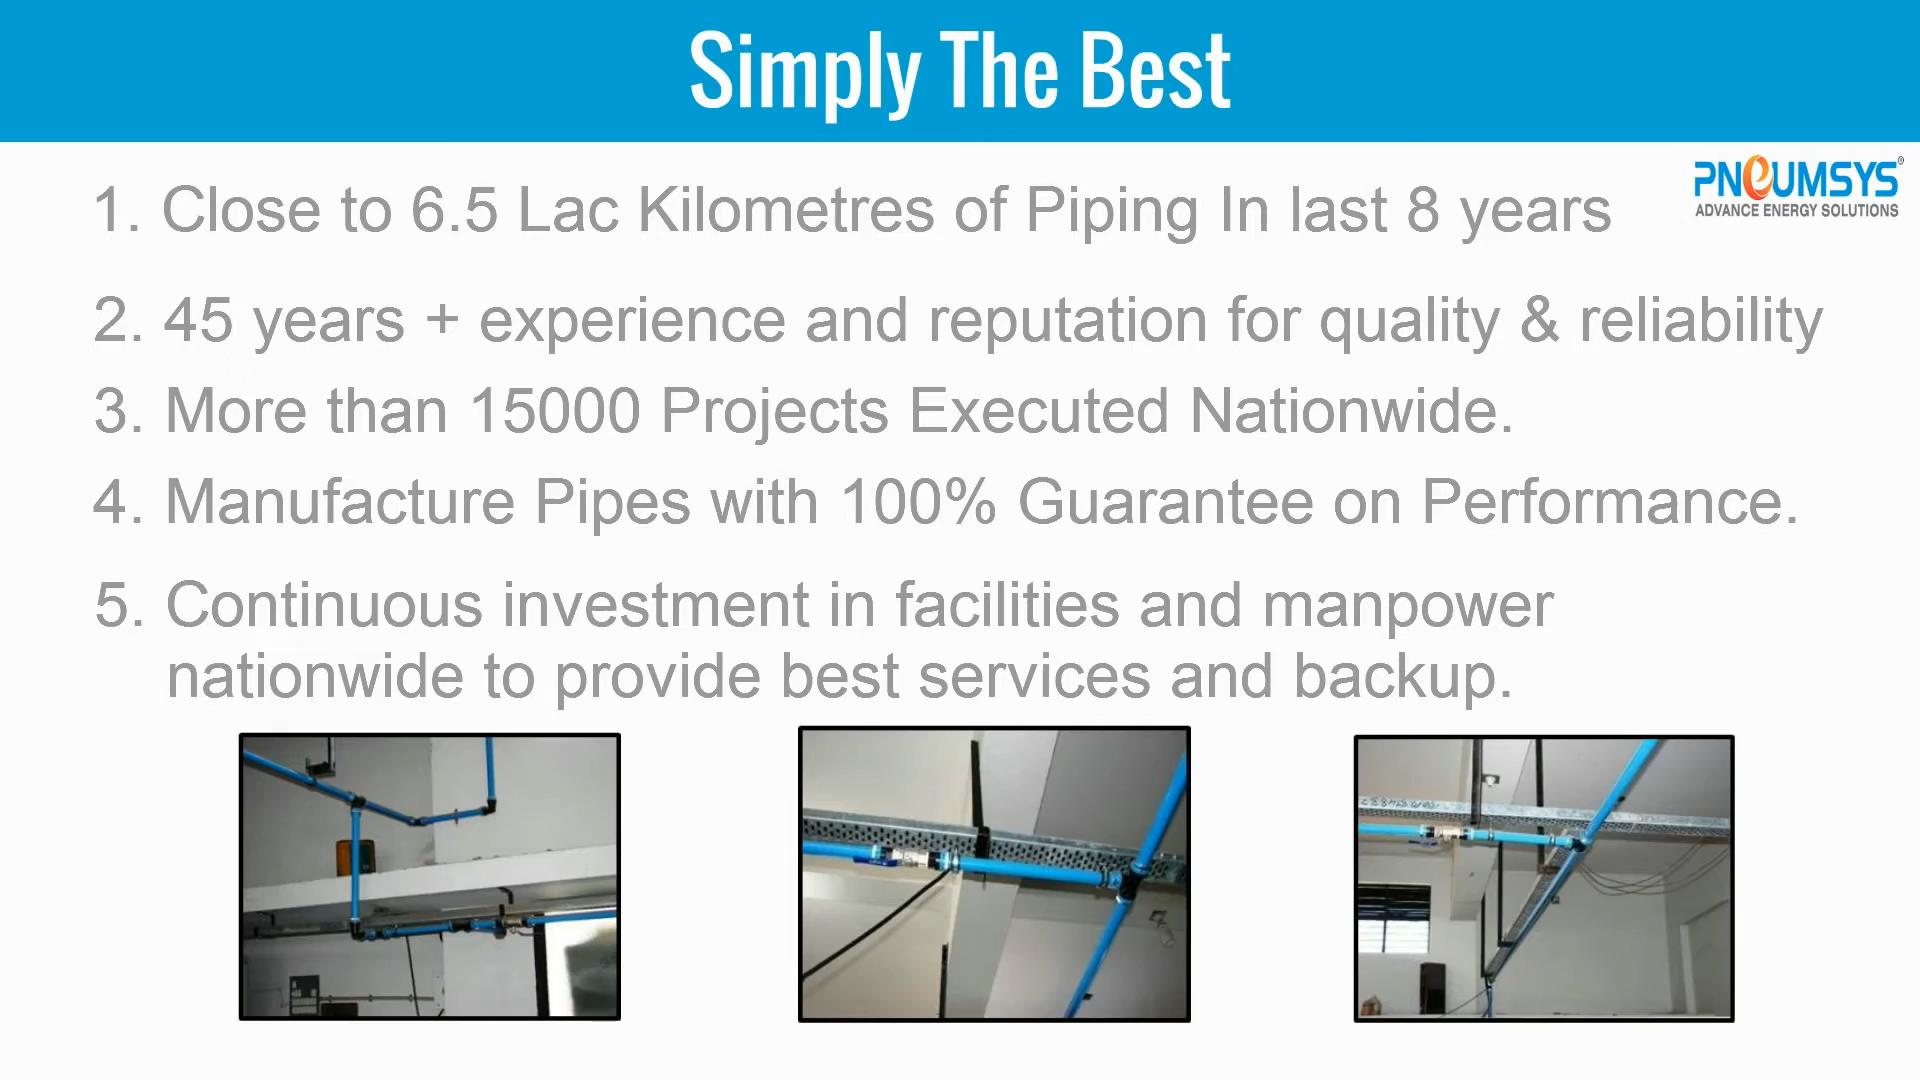 Simply The Best
PNEUMSYS®
ADVANCE ENERGY SOLUTIONS
1. Close to 6.5 Lac Kilometres of Piping In last 8 years
2. 45 years + experience and reputation for quality & reliability
3. More than 15000 Projects Executed Nationwide.
4. Manufacture Pipes with 100% Guarantee on Performance.
5. Continuous investment in facilities and manpower
nationwide to provide best services and backup.